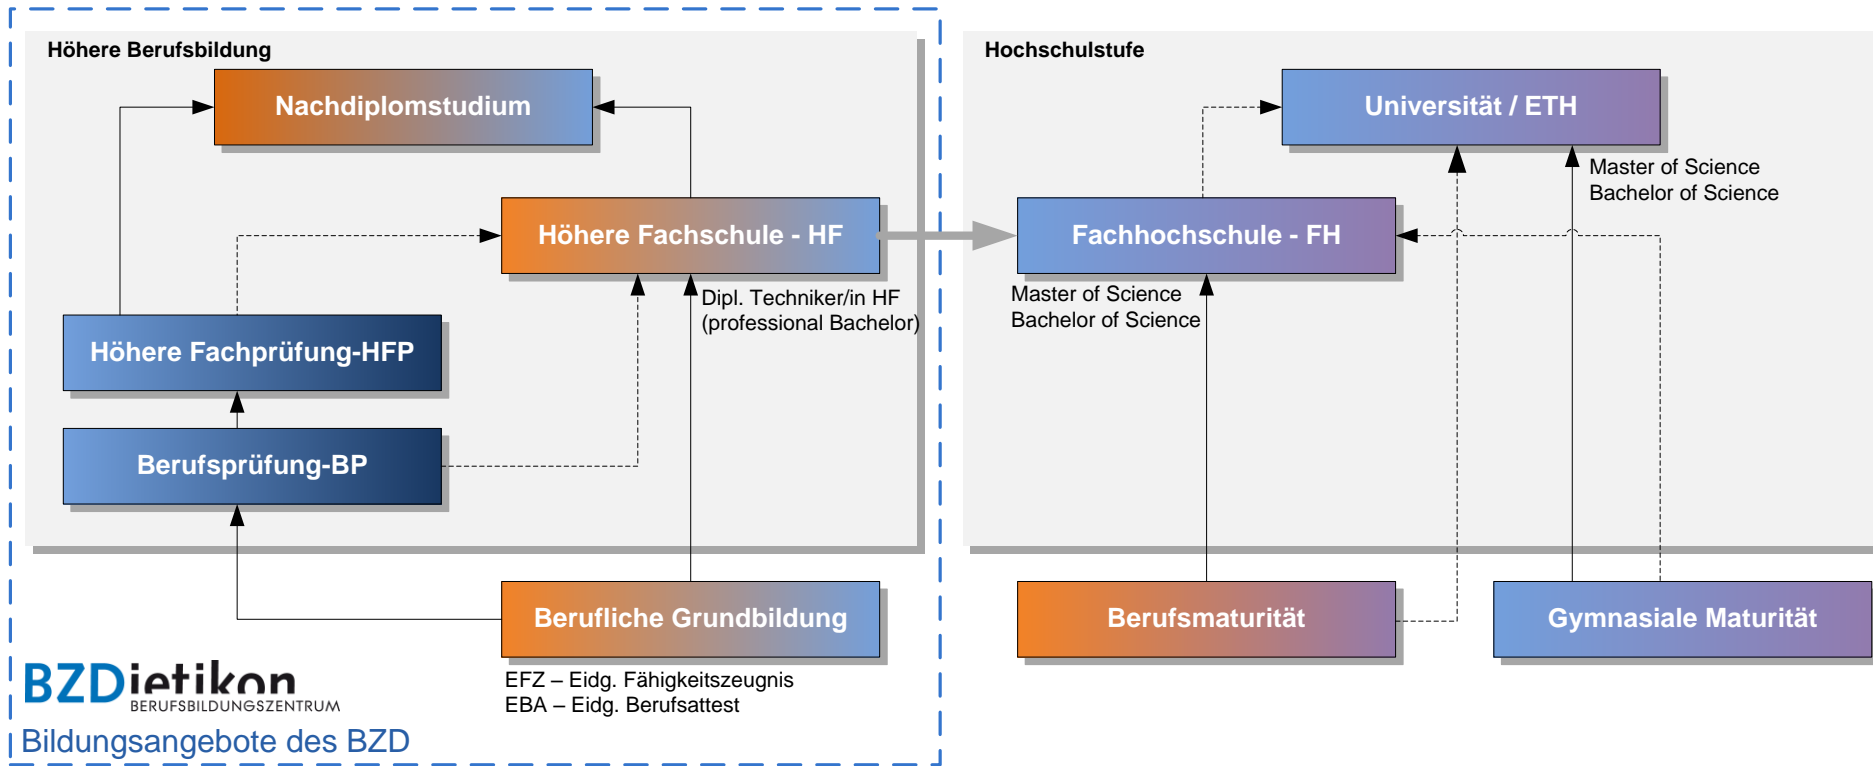 Höhere Berufsbildung
Nachdiplomstudium
Höhere Fachschule - HF
Dipl. Techniker/in HF
(professional Bachelor)
Höhere Fachprüfung-HFP
Berufsprüfung-BP
Berufliche Grundbildung
EFZ – Eidg. Fähigkeitszeugnis
EBA – Eidg. Berufsattest
BZDietikon
BERUFSBILDUNGSZENTRUM
Bildungsangebote des BZD
Hochschulstufe
Universität / ETH
Master of Science
Bachelor of Science
Fachhochschule - FH
Master of Science
Bachelor of Science
Berufsmaturität
Gymnasiale Maturität